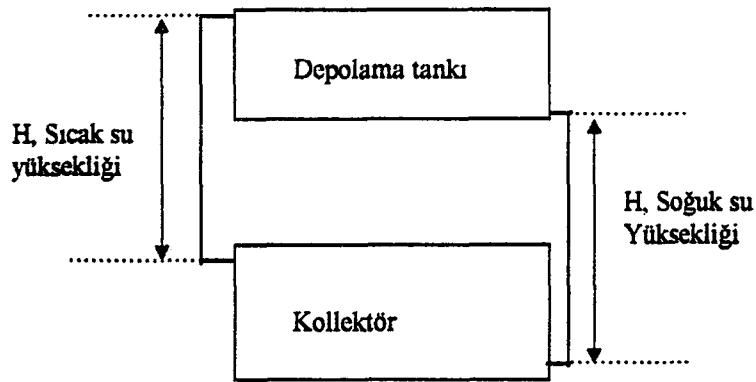 Depolama tankı
H, Sıcak su
yüksekliği
H, Soğuk su
Yüksekliği
Kollektör